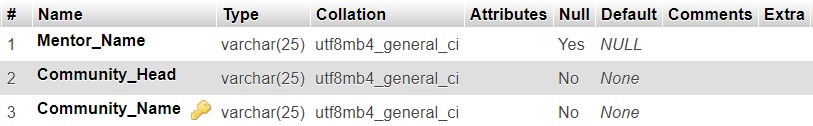 # Name Type Collation Attributes Null Default Comments Extra
1 Mentor_Name varchar(25) utf8mb4_general_ci Yes NULL
2 Community_Head varchar(25) utf8mb4_general_ci No None
3 Community_Name varchar(25) utf8mb4_general_ci No None